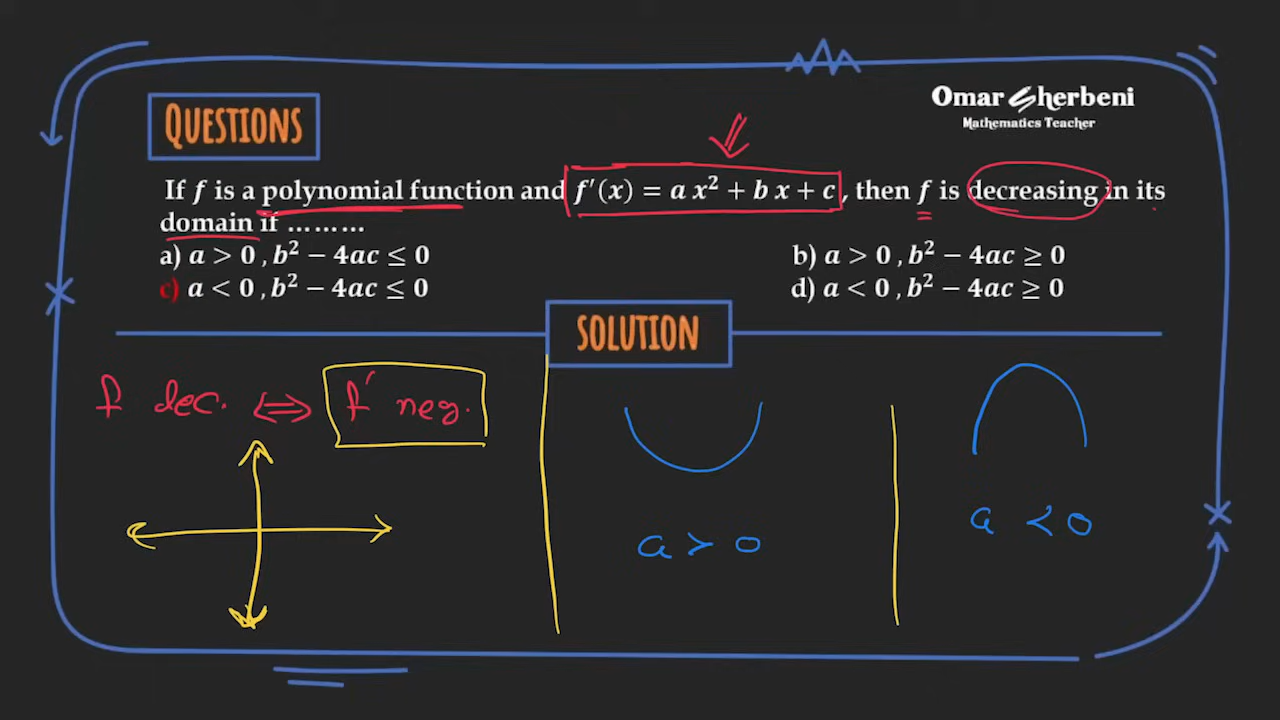 Omar Sherbeni
Mathematics Teacher
QUESTIONS
If f is a polynomial function and f′(x) = a x² + b x + c , then f is decreasing in its
domain if ………
a) a > 0 , b² − 4ac ≤ 0
b) a > 0 , b² − 4ac ≥ 0
c) a < 0 , b² − 4ac ≤ 0
d) a < 0 , b² − 4ac ≥ 0
SOLUTION
f dec. ⇔ f′ neg.
a > 0
a < 0